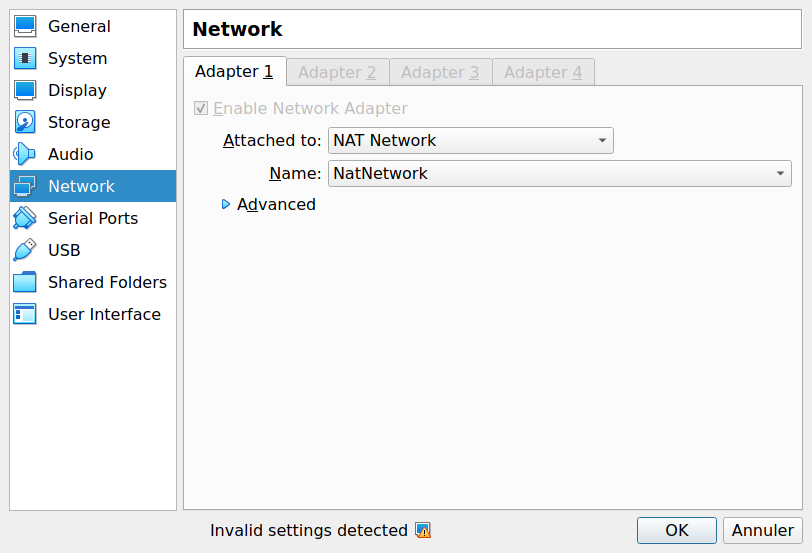 General
System
Display
Storage
Audio
Network
Serial Ports
USB
Shared Folders
User Interface
Network
Adapter 1
Adapter 2
Adapter 3
Adapter 4
Enable Network Adapter
Attached to: NAT Network
Name: NatNetwork
Advanced
Invalid settings detected
OK
Annuler